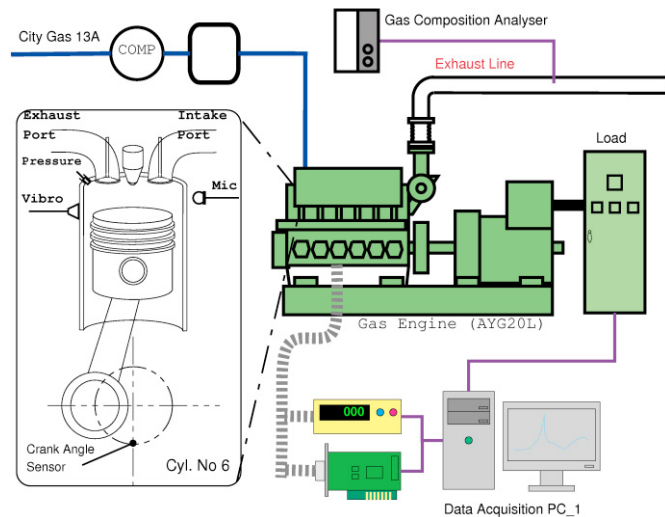 Gas Composition Analyser
City Gas 13A
COMP
Exhaust Line
Exhaust
Port
Intake
Port
Pressure
Vibro
Mic
Load
Gas Engine (AYG20L)
000
Crank Angle
Sensor
Cyl. No 6
Data Acquisition PC_1